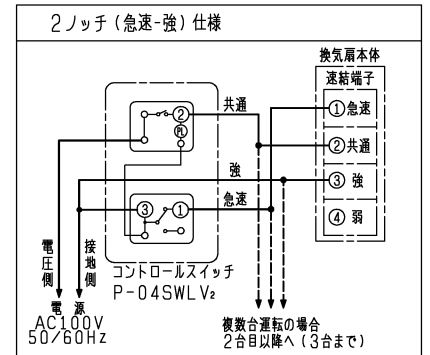 2ノッチ(急速-強)仕様
換気扇本体
速結端子
①急速
②共通
③ 強
④ 弱
共通
強
急速
②
PL
③
①
コントロールスイッチ
P-04SWLV₂
電圧側
接地側
電 源
AC100V
50/60Hz
複数台運転の場合
2台目以降へ(3台まで)